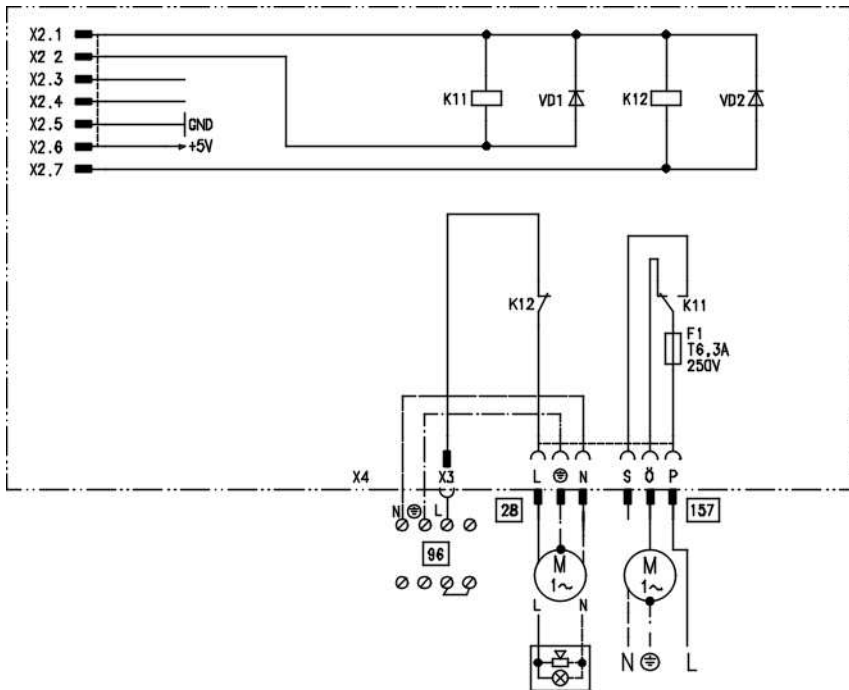 X2.1
X2 2
X2.3
X2.4
X2.5 GND
X2.6 +5V
X2.7
K11 VD1 K12 VD2
K12 K11
F1
T6,3A
250V
X4 X3 L N S Ö P
N L 28 157
96
M
1~
M
1~
L N
N L